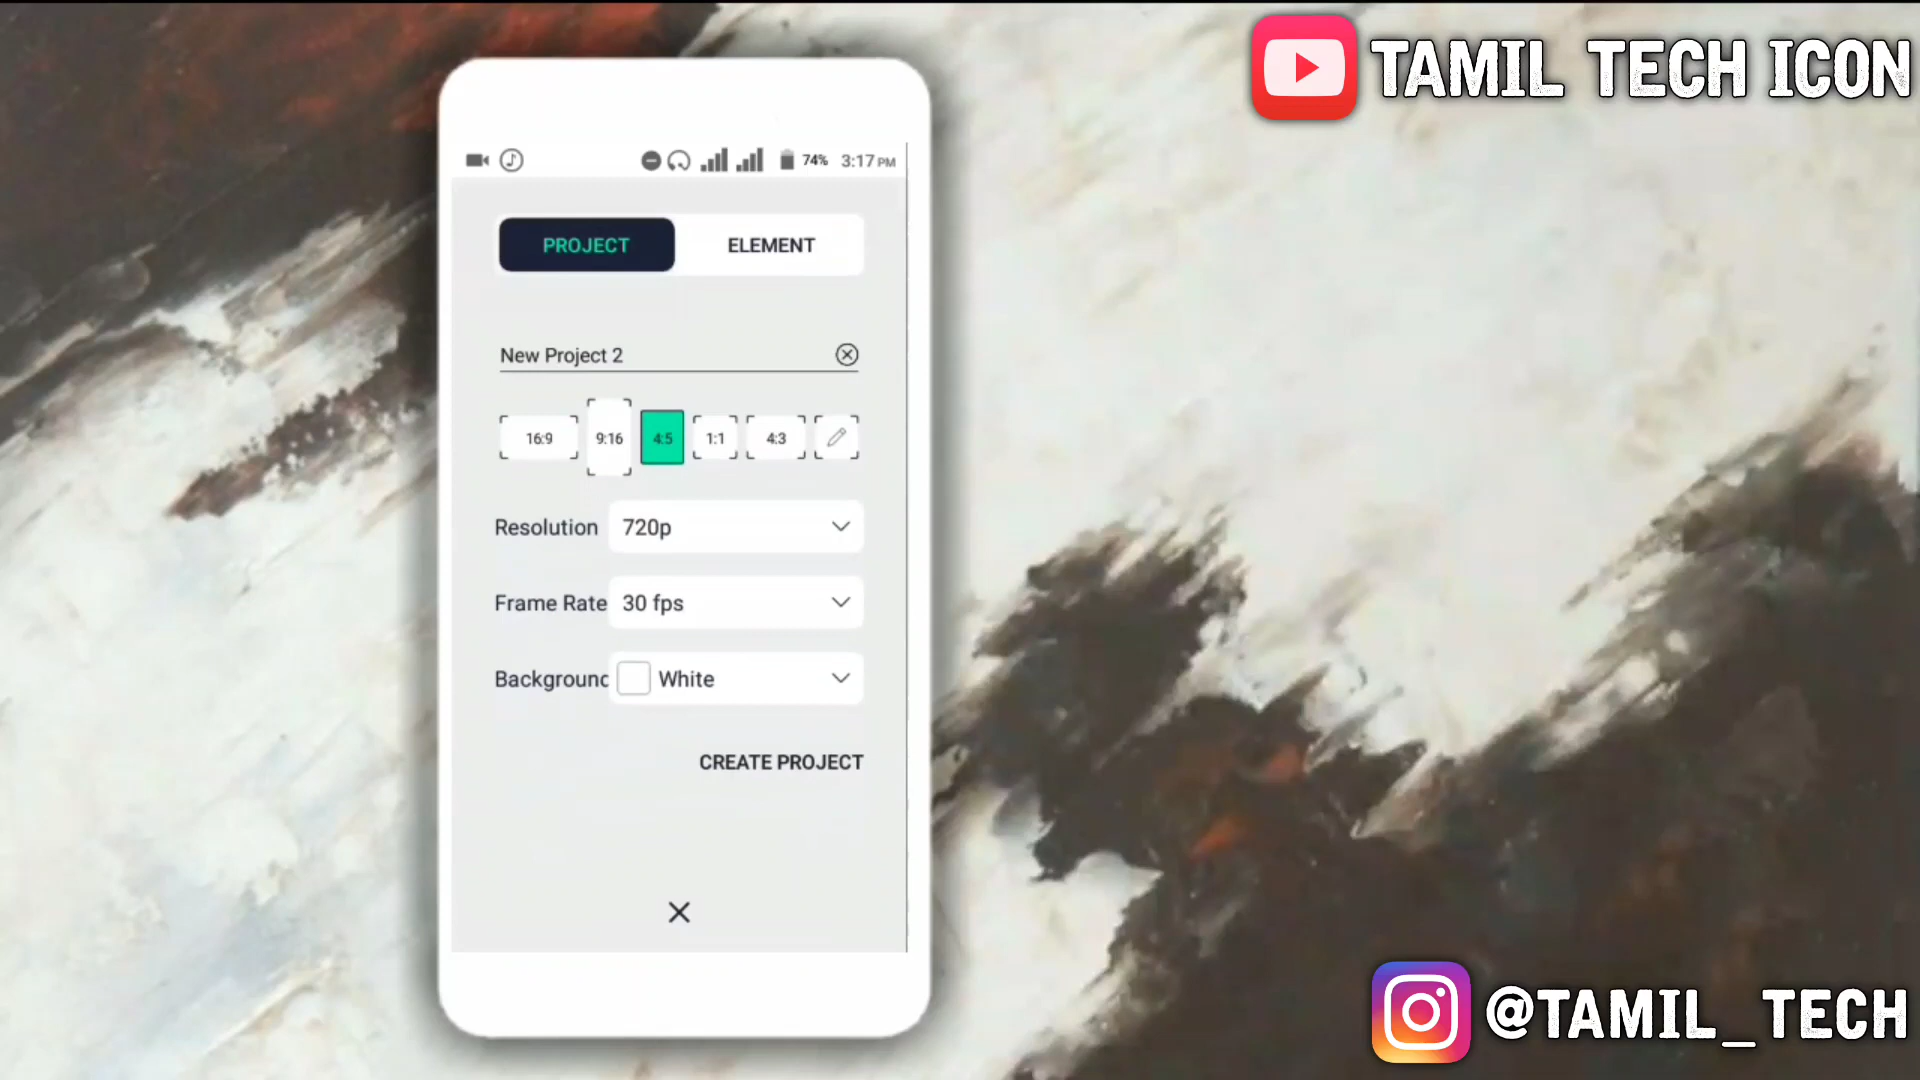 TAMIL TECH ICON
74% 3:17 PM
PROJECT ELEMENT
New Project 2
16:9 9:16 4:5 1:1 4:3
Resolution 720p
Frame Rate 30 fps
Background White
CREATE PROJECT
@TAMIL_TECH